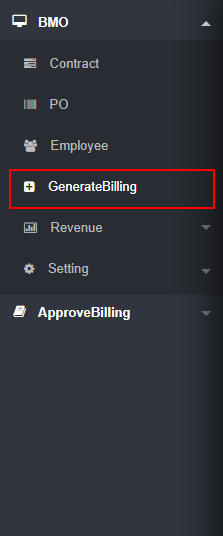 BMO
Contract
PO
Employee
GenerateBilling
Revenue
Setting
ApproveBilling